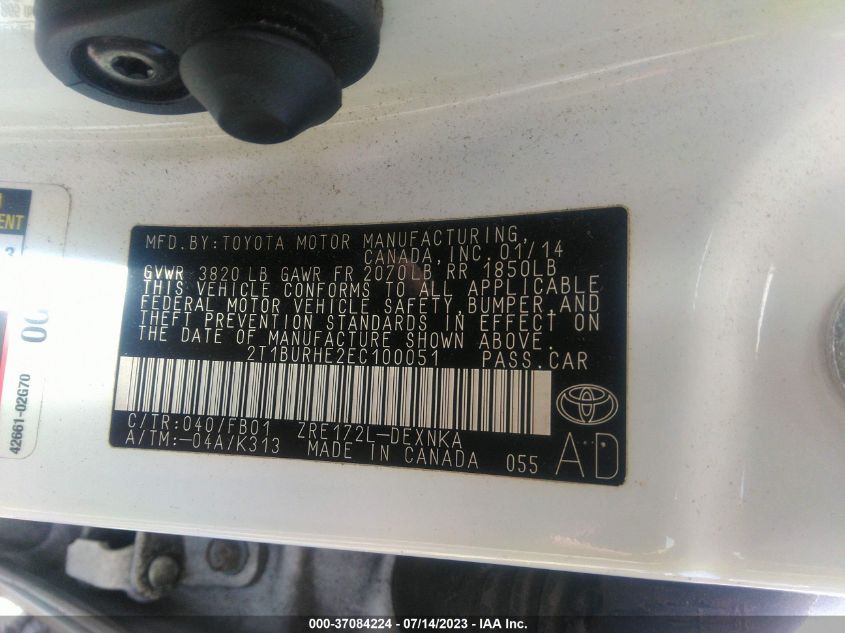 MFD.BY:TOYOTA MOTOR MANUFACTURING,
CANADA, INC. 01/14
GVWR 3820 LB GAWR FR 2070 LB RR 1850LB
THIS VEHICLE CONFORMS TO ALL APPLICABLE
FEDERAL MOTOR VEHICLE SAFETY, BUMPER, AND
THEFT PREVENTION STANDARDS IN EFFECT ON
THE DATE OF MANUFACTURE SHOWN ABOVE.
2T1BURHE2EC100051 PASS.CAR
C/TR:040/FB01 ZRE172L-DEXNKA
A/TM:-04A/K313 MADE IN CANADA 055
AD
42661-02G70
000-37084224 / 07/14/2023 - IAA Inc.